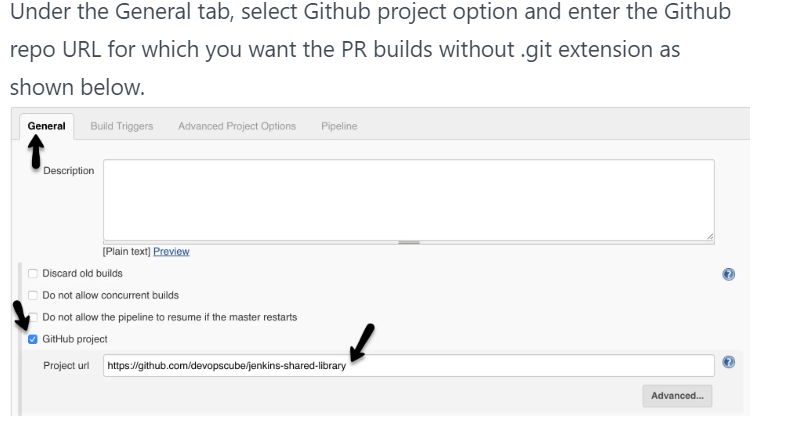 Under the General tab, select Github project option and enter the Github
repo URL for which you want the PR builds without .git extension as
shown below.
General Build Triggers Advanced Project Options Pipeline
Description
[Plain text] Preview
Discard old builds
Do not allow concurrent builds
Do not allow the pipeline to resume if the master restarts
GitHub project
Project url https://github.com/devopscube/jenkins-shared-library
Advanced...